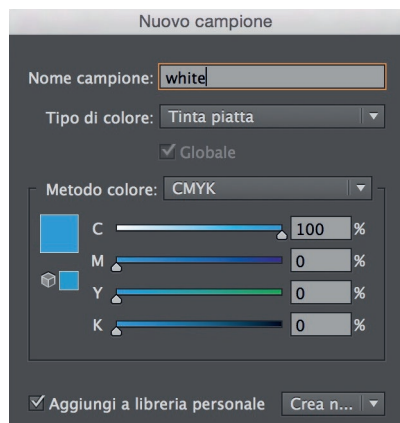 Nuovo campione
Nome campione: white
Tipo di colore: Tinta piatta
Globale
Metodo colore: CMYK
C 100 %
M 0 %
Y 0 %
K 0 %
Aggiungi a libreria personale Crea n...